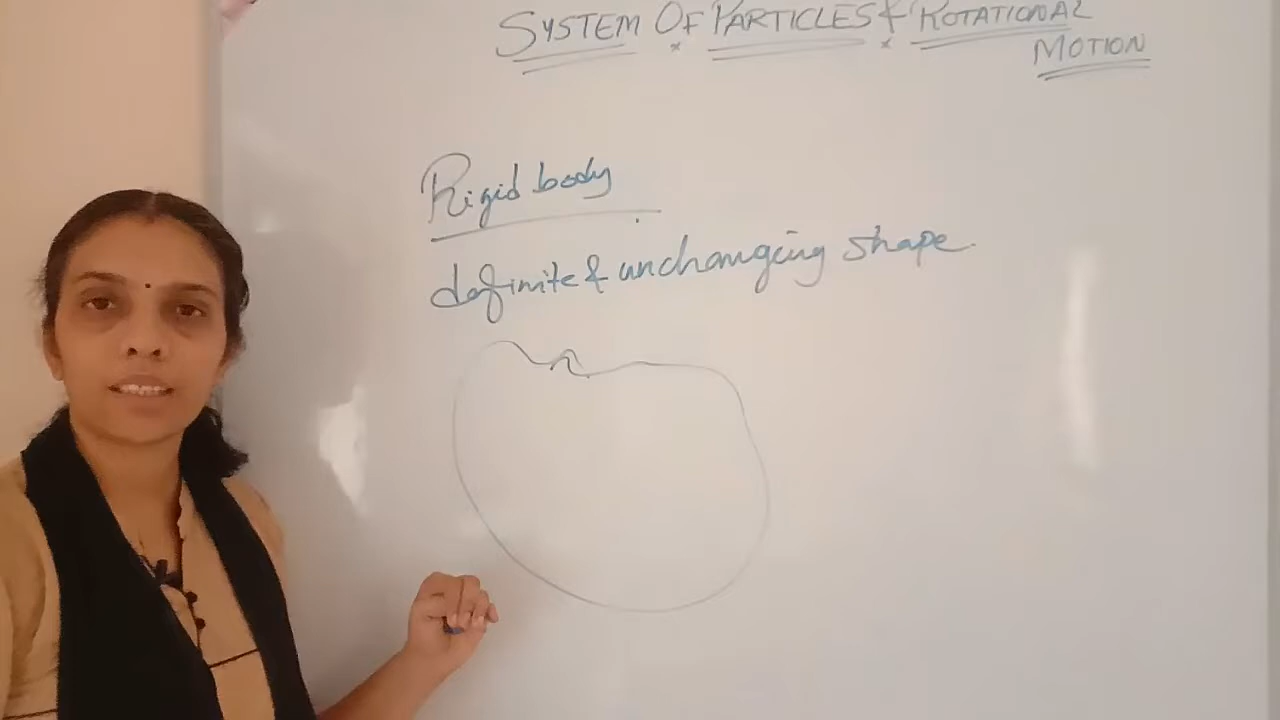 SYSTEM OF PARTICLES & ROTATIONAL
MOTION
Rigid body
definite & unchanging shape.